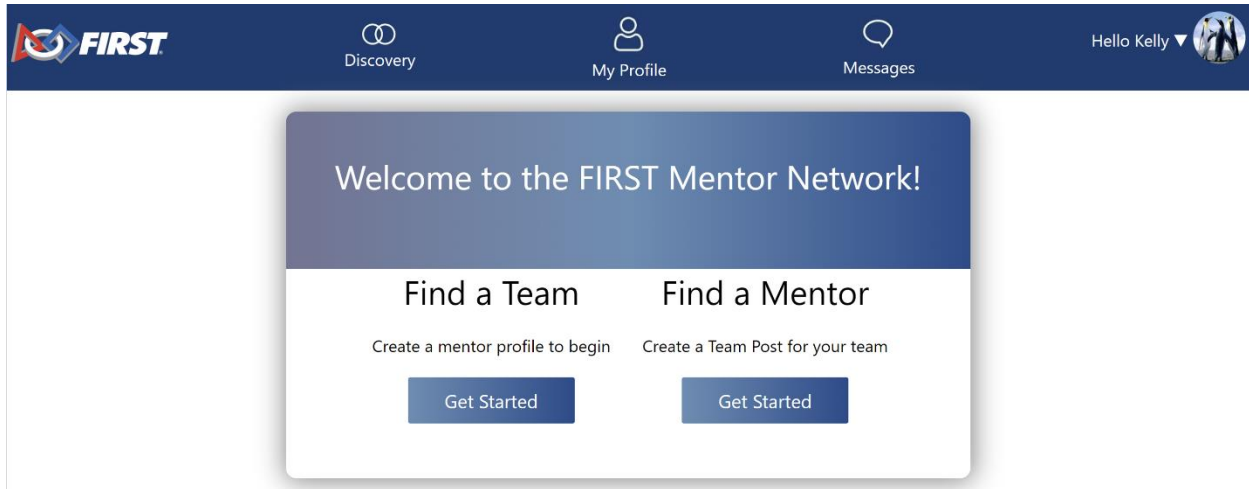 FIRST
Discovery
My Profile
Messages
Hello Kelly ▼
Welcome to the FIRST Mentor Network!
Find a Team
Find a Mentor
Create a mentor profile to begin
Create a Team Post for your team
Get Started
Get Started